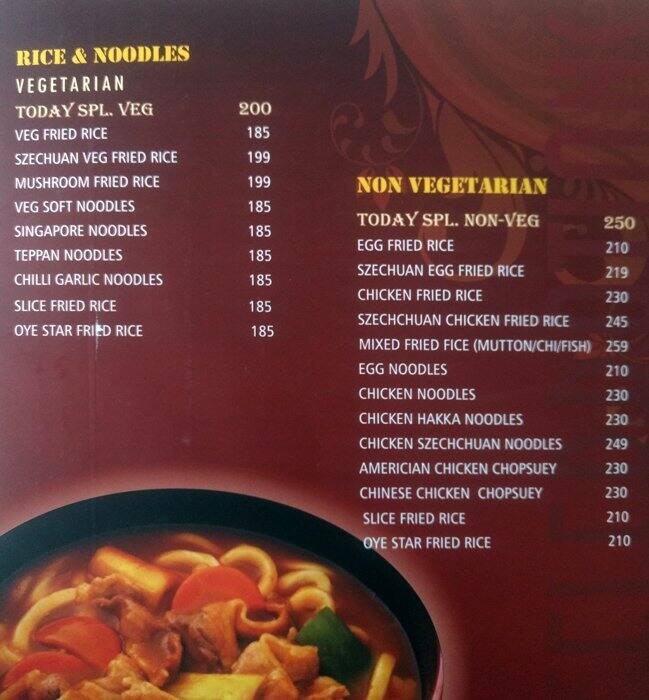 RICE & NOODLES
VEGETARIAN
TODAY SPL. VEG 200
VEG FRIED RICE 185
SZECHUAN VEG FRIED RICE 199
MUSHROOM FRIED RICE 199
VEG SOFT NOODLES 185
SINGAPORE NOODLES 185
TEPPAN NOODLES 185
CHILLI GARLIC NOODLES 185
SLICE FRIED RICE 185
OYE STAR FRIED RICE 185
NON VEGETARIAN
TODAY SPL. NON-VEG 250
EGG FRIED RICE 210
SZECHUAN EGG FRIED RICE 219
CHICKEN FRIED RICE 230
SZECHCHUAN CHICKEN FRIED RICE 245
MIXED FRIED FICE (MUTTON/CHI/FISH) 259
EGG NOODLES 210
CHICKEN NOODLES 230
CHICKEN HAKKA NOODLES 230
CHICKEN SZECHCHUAN NOODLES 249
AMERICIAN CHICKEN CHOPSUEY 230
CHINESE CHICKEN CHOPSUEY 230
SLICE FRIED RICE 210
OYE STAR FRIED RICE 210